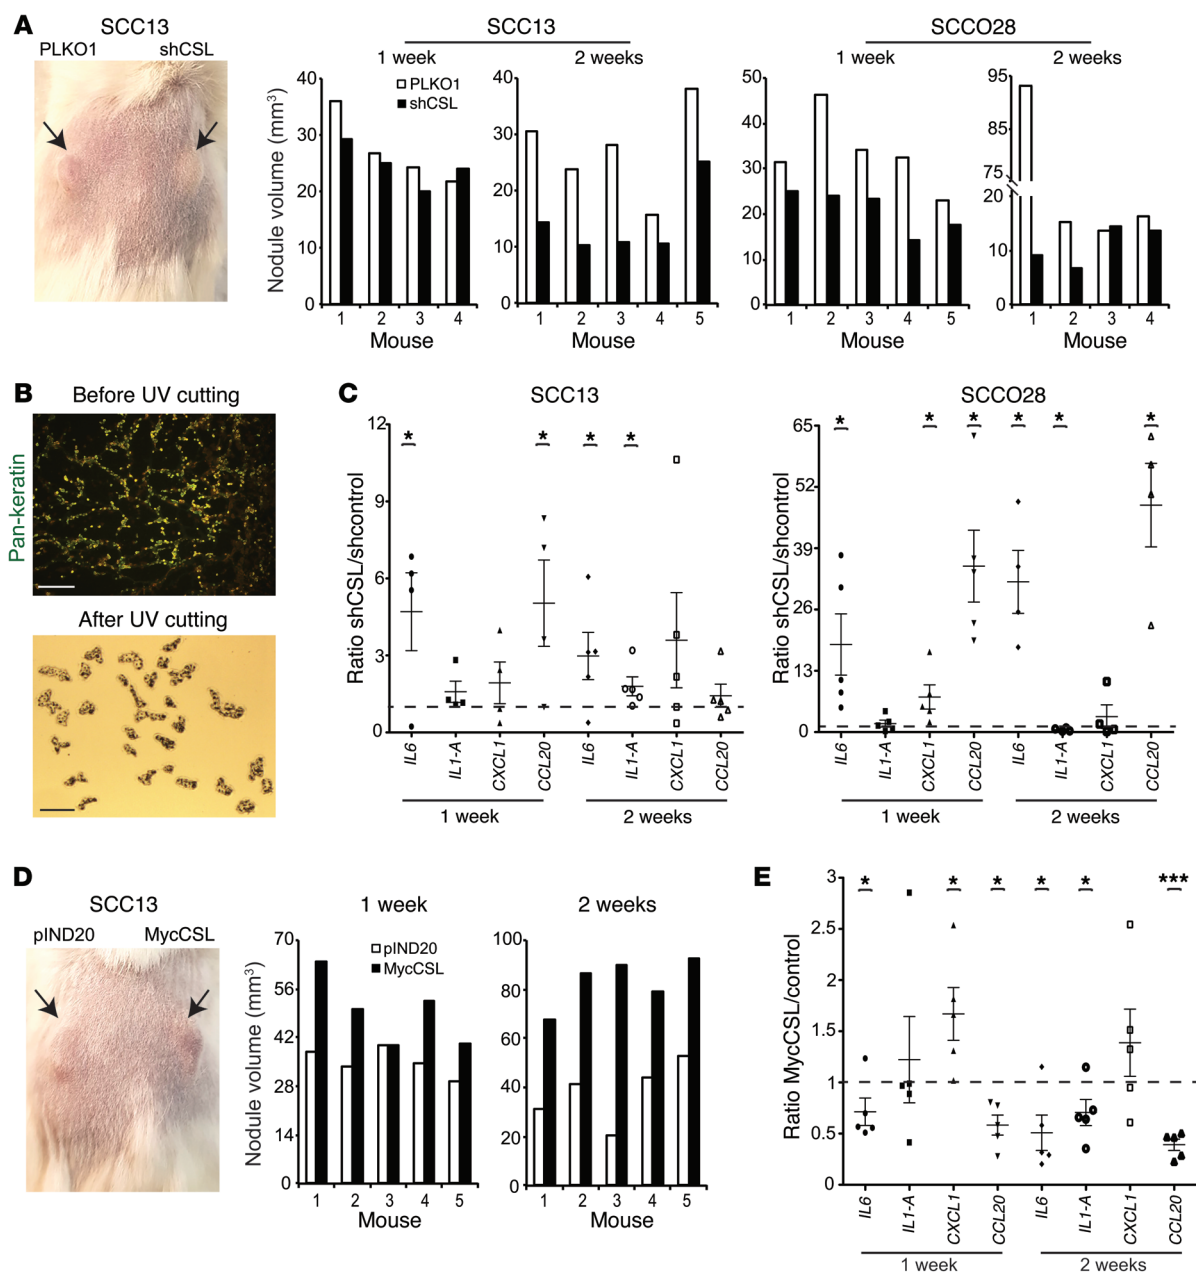 A
SCC13
PLKO1 shCSL
SCC13
1 week 2 weeks
SCCO28
1 week 2 weeks
Nodule volume (mm³)
PLKO1
shCSL
40
30
20
10
0
1 2 3 4
Mouse
40
30
20
10
0
1 2 3 4 5
Mouse
50
40
30
20
10
0
1 2 3 4 5
Mouse
95
85
75
20
10
0
1 2 3 4
Mouse
B
Before UV cutting
Pan-keratin
After UV cutting
C
SCC13
Ratio shCSL/shcontrol
12
9
6
3
0
* * * *
IL6 IL1-A CXCL1 CCL20 IL6 IL1-A CXCL1 CCL20
1 week 2 weeks
SCCO28
Ratio shCSL/shcontrol
65
52
39
26
13
0
* * * * * *
IL6 IL1-A CXCL1 CCL20 IL6 IL1-A CXCL1 CCL20
1 week 2 weeks
D
SCC13
pIND20 MycCSL
1 week
Nodule volume (mm³)
pIND20
MycCSL
70
56
42
28
14
0
1 2 3 4 5
Mouse
2 weeks
100
80
60
40
20
0
1 2 3 4 5
Mouse
E
Ratio MycCSL/control
3
2.5
2
1.5
1
0.5
0
* * * * * ***
IL6 IL1-A CXCL1 CCL20 IL6 IL1-A CXCL1 CCL20
1 week 2 weeks